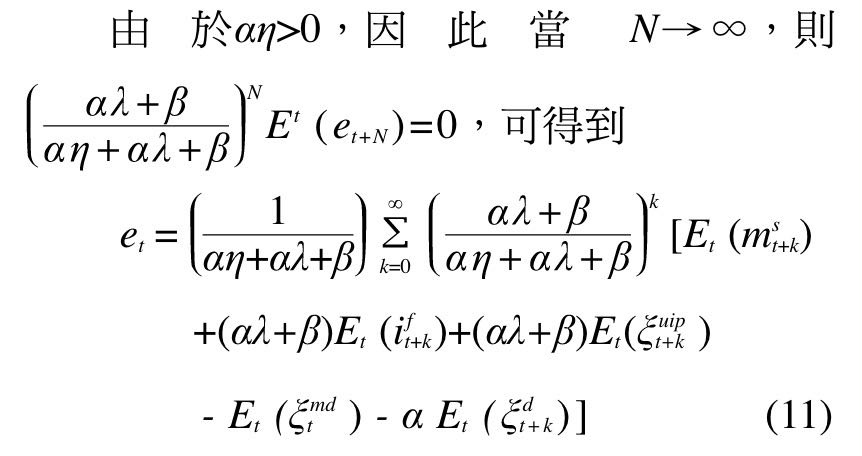 由於αη>0，因此當 N→∞，則
(αλ+β / αη+αλ+β)^N E^t (e_{t+N})=0，可得到
e_t = (1 / αη+αλ+β) Σ_{k=0}^{∞} (αλ+β / αη+αλ+β)^k [E_t (m^s_{t+k})
+(αλ+β)E_t (i^f_{t+k})+(αλ+β)E_t(ξ^{uip}_{t+k})
- E_t (ξ^{md}_t) - α E_t (ξ^d_{t+k})] (11)